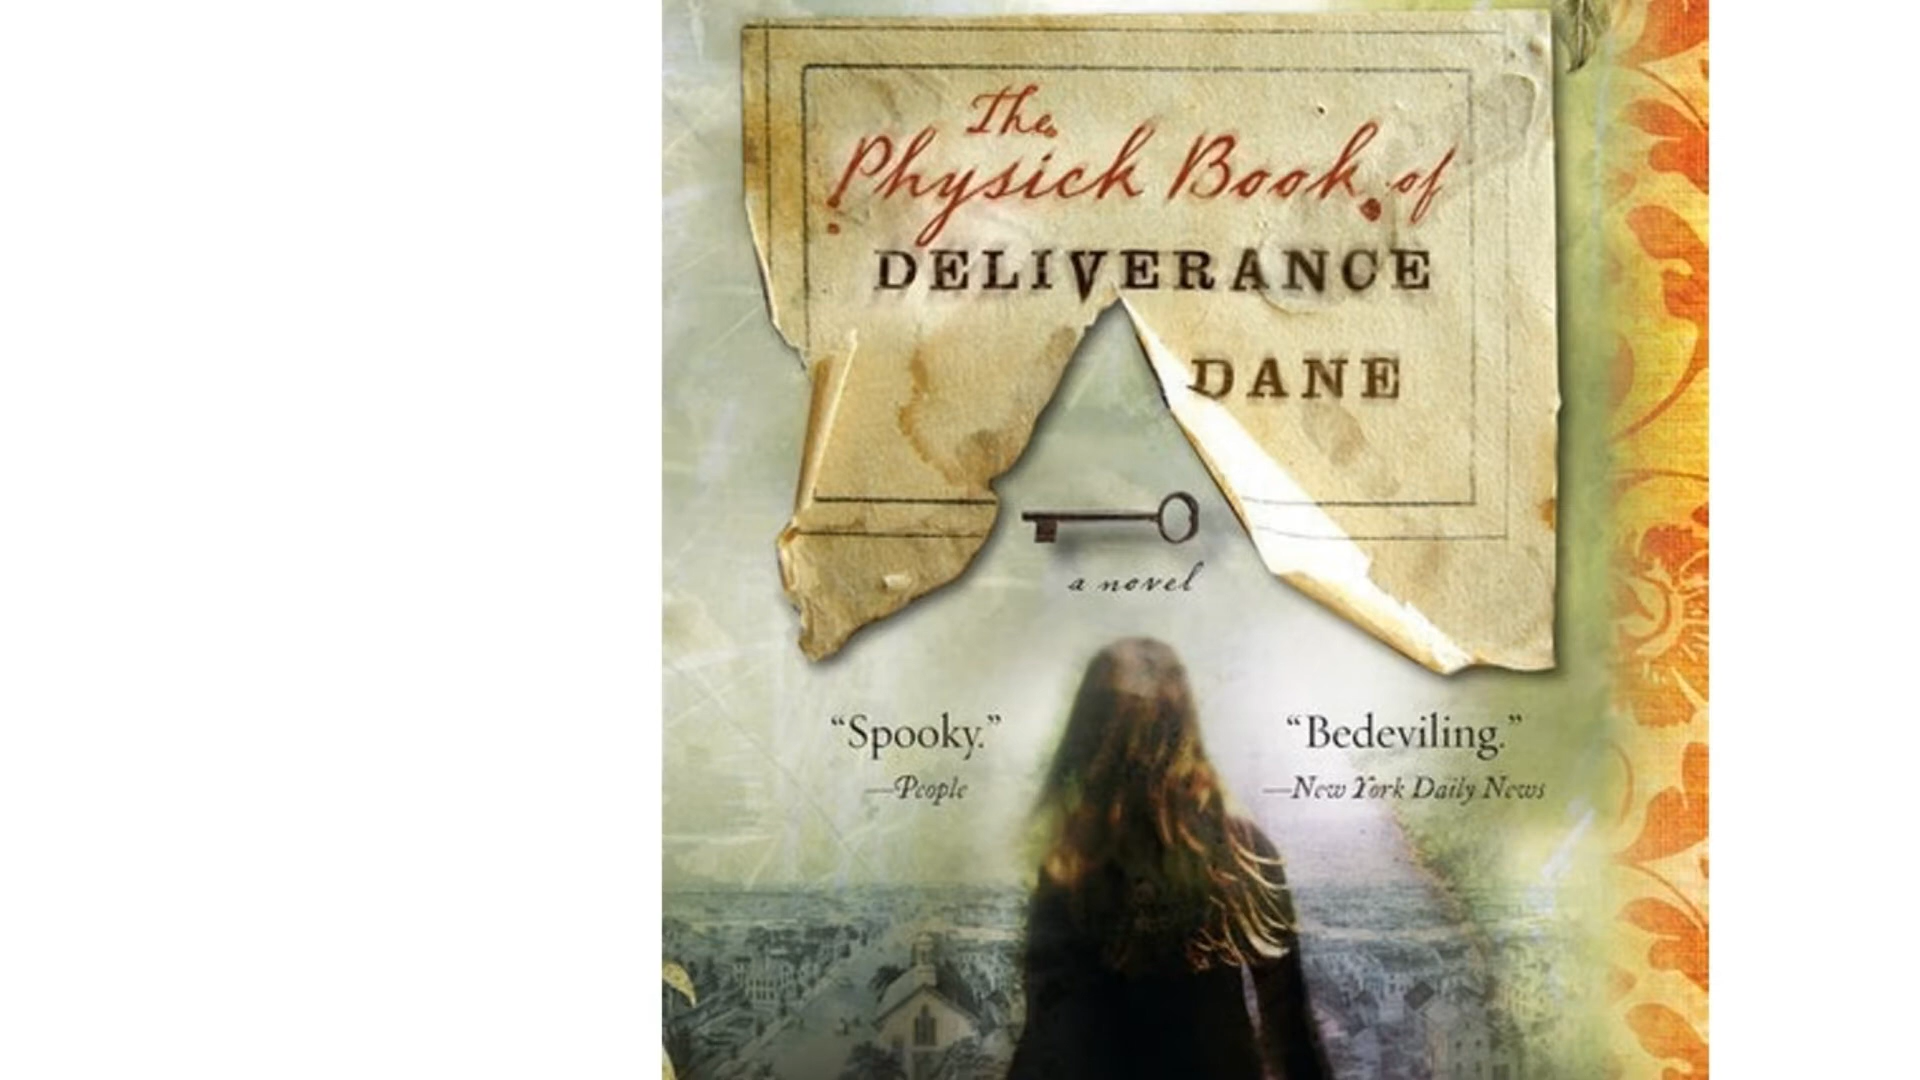 The
Physick Book of
DELIVERANCE
DANE
a novel
“Spooky.”
—People
“Bedeviling.”
—New York Daily News